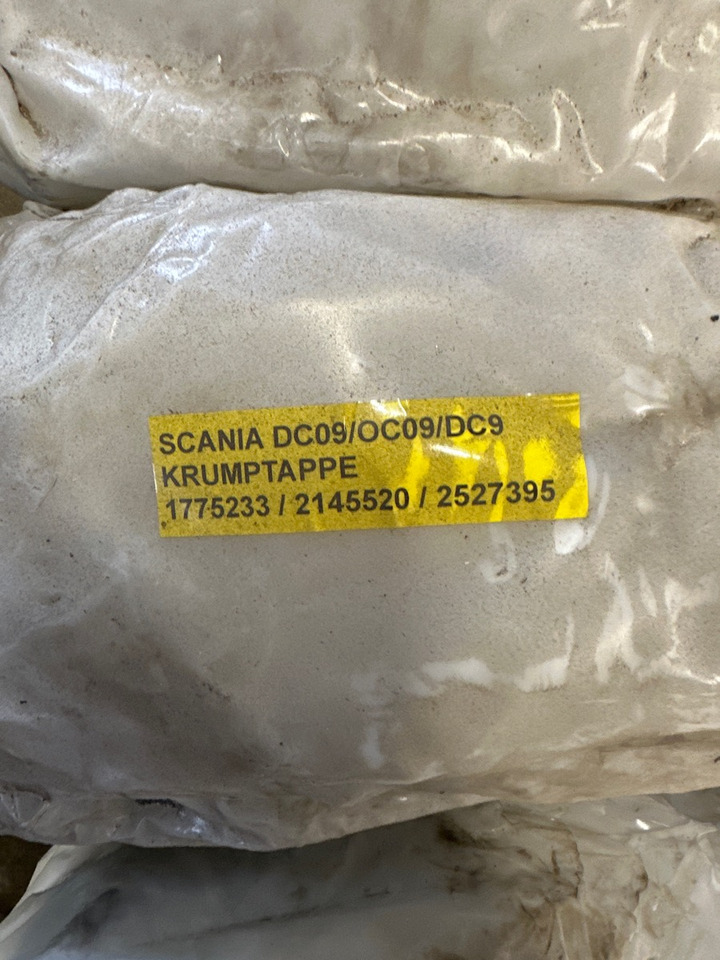 SCANIA DC09/OC09/DC9
KRUMPTAPPE
1775233 / 2145520 / 2527395